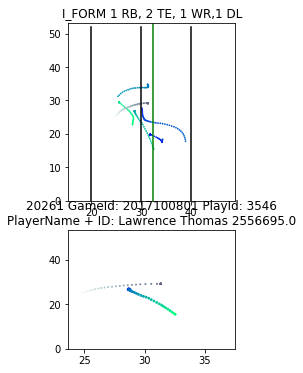 I_FORM 1 RB, 2 TE, 1 WR,1 DL
50
40
30
20
10
0
20 30 40
20261 GameId: 2017100801 PlayId: 3546
PlayerName + ID: Lawrence Thomas 2556695.0
40
20
0
25 30 35